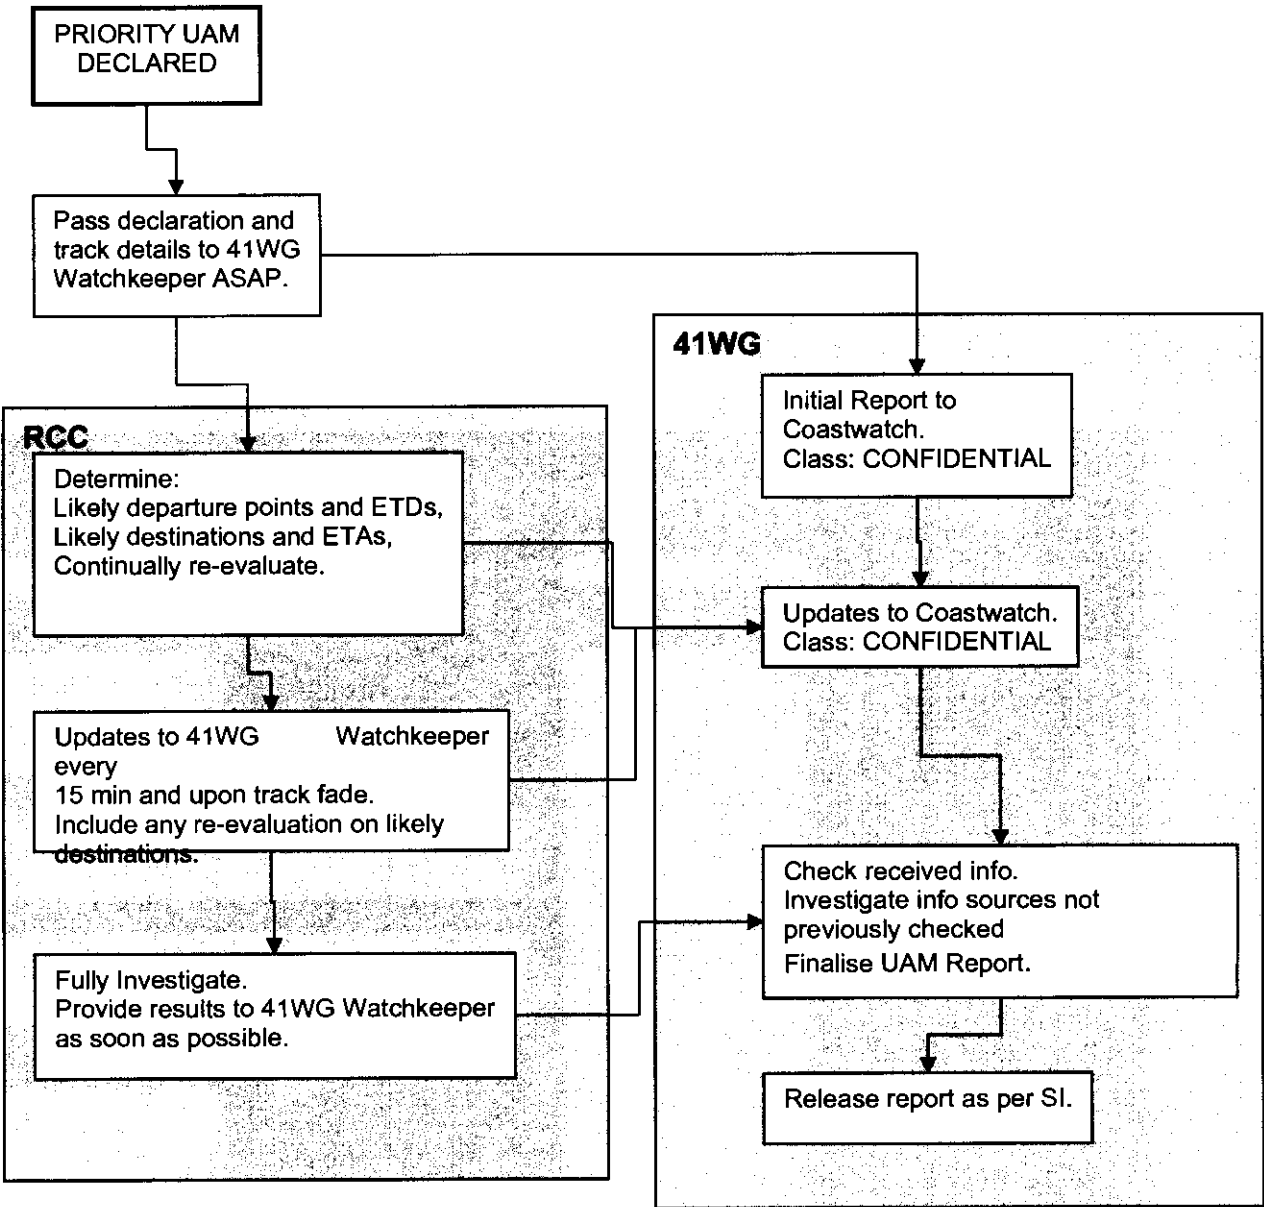 PRIORITY UAM
DECLARED
Pass declaration and
track details to 41WG
Watchkeeper ASAP.
RCC
Determine:
Likely departure points and ETDs,
Likely destinations and ETAs,
Continually re-evaluate.
Updates to 41WG Watchkeeper
every
15 min and upon track fade.
Include any re-evaluation on likely
destinations.
Fully Investigate.
Provide results to 41WG Watchkeeper
as soon as possible.
41WG
Initial Report to
Coastwatch.
Class: CONFIDENTIAL
Updates to Coastwatch.
Class: CONFIDENTIAL
Check received info.
Investigate info sources not
previously checked
Finalise UAM Report.
Release report as per SI.